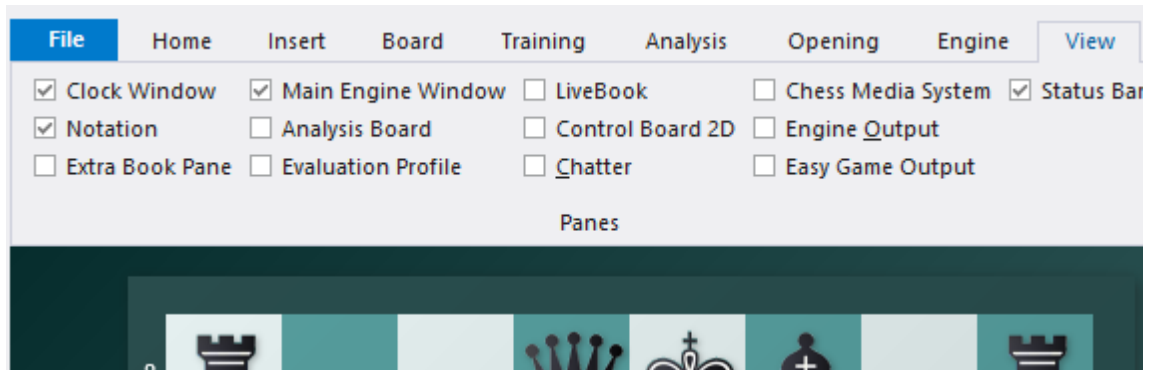 File Home Insert Board Training Analysis Opening Engine View
Clock Window Main Engine Window LiveBook Chess Media System Status Bar
Notation Analysis Board Control Board 2D Engine Output
Extra Book Pane Evaluation Profile Chatter Easy Game Output
Panes